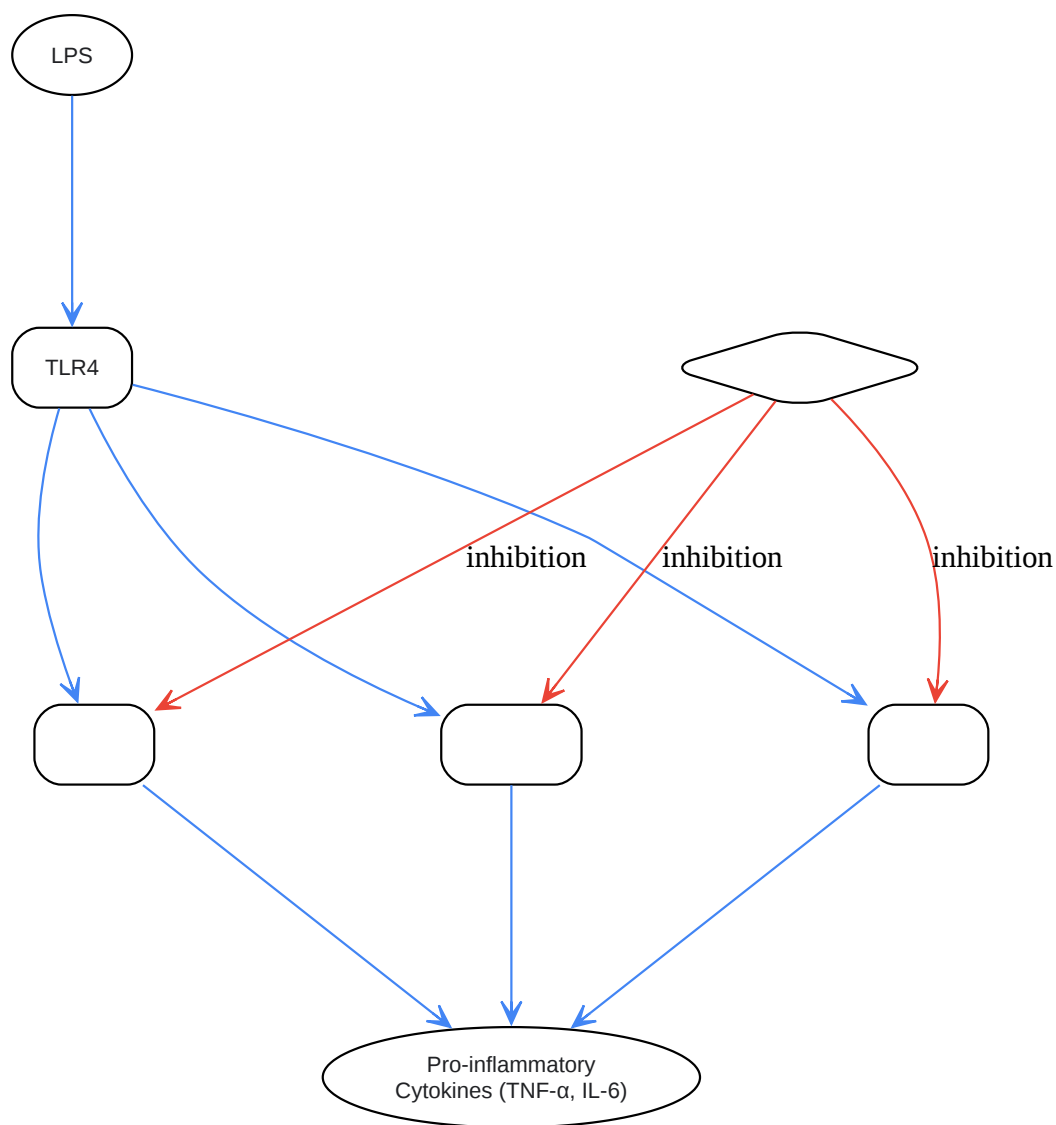 LPS
TLR4
inhibition
inhibition
inhibition
Pro-inflammatory
Cytokines (TNF-α, IL-6)